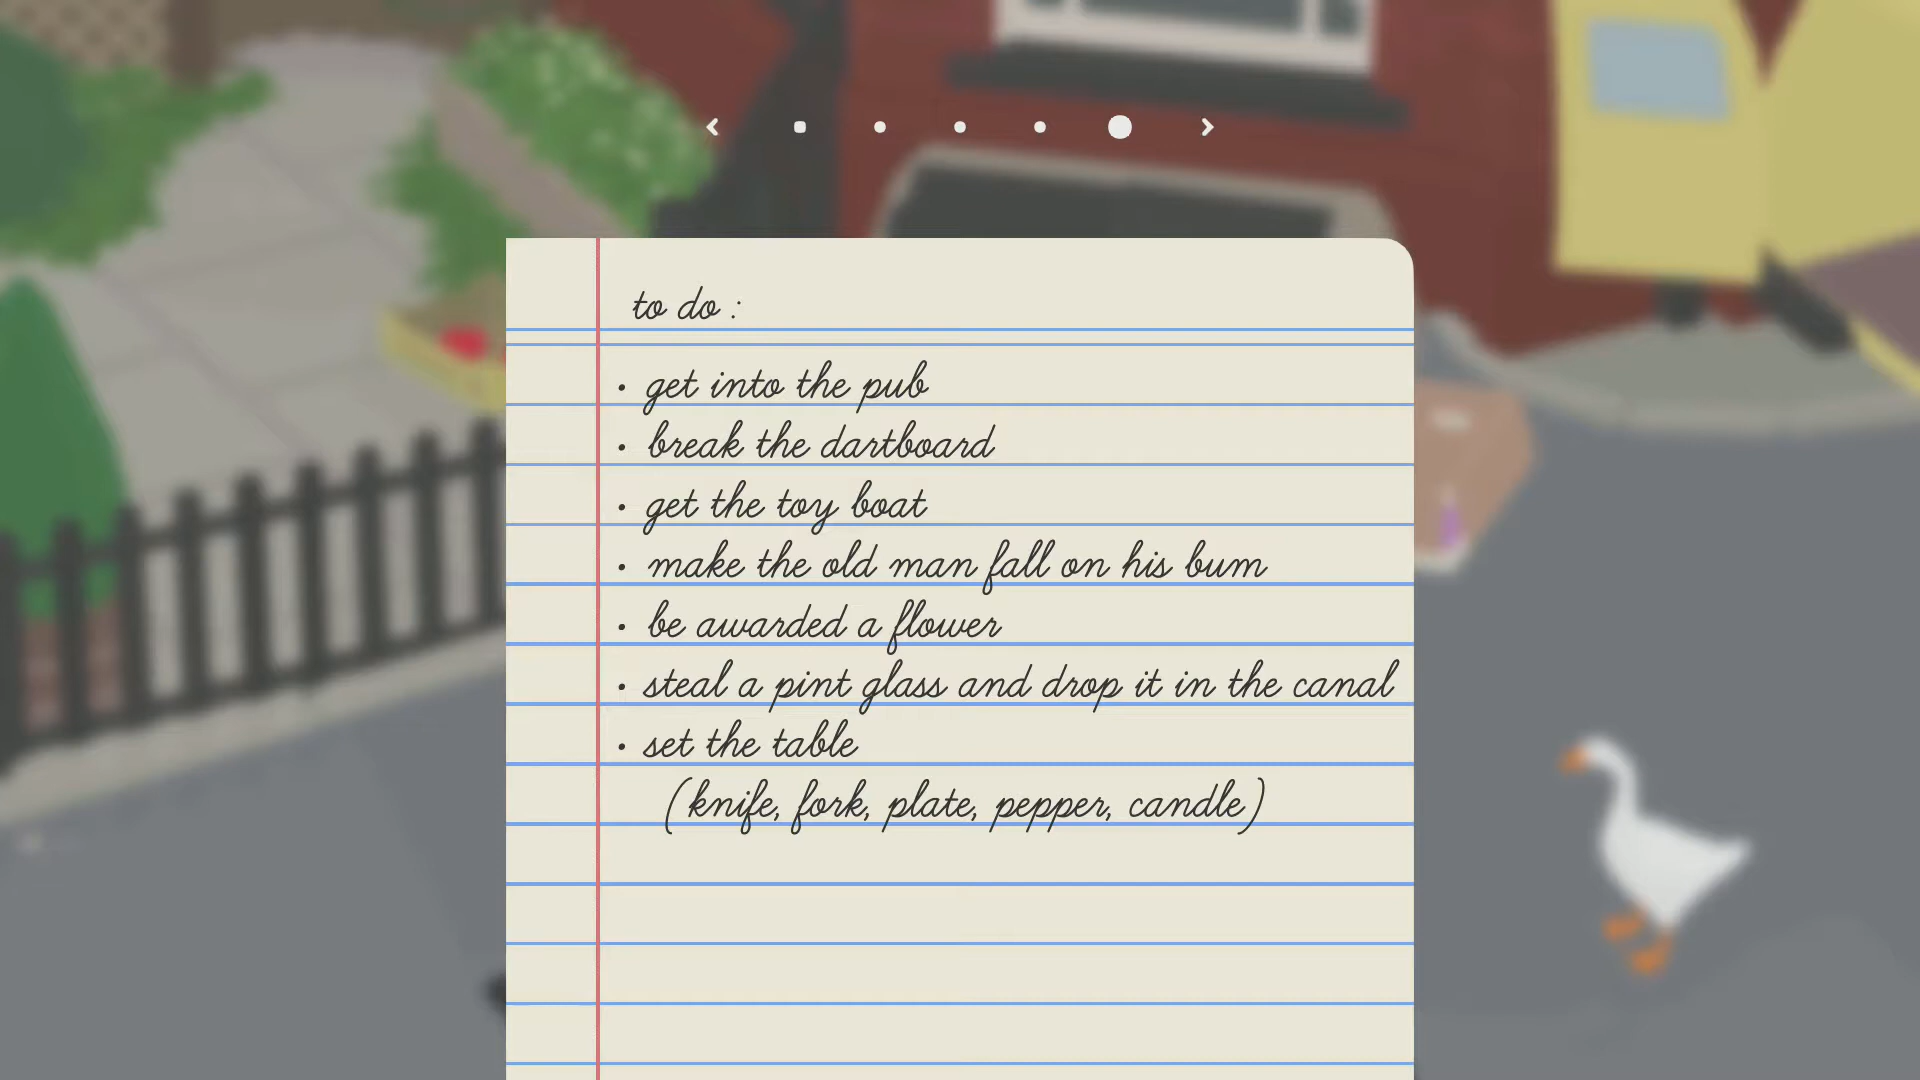 to do :
• get into the pub
• break the dartboard
• get the toy boat
• make the old man fall on his bum
• be awarded a flower
• steal a pint glass and drop it in the canal
• set the table
(knife, fork, plate, pepper, candle)